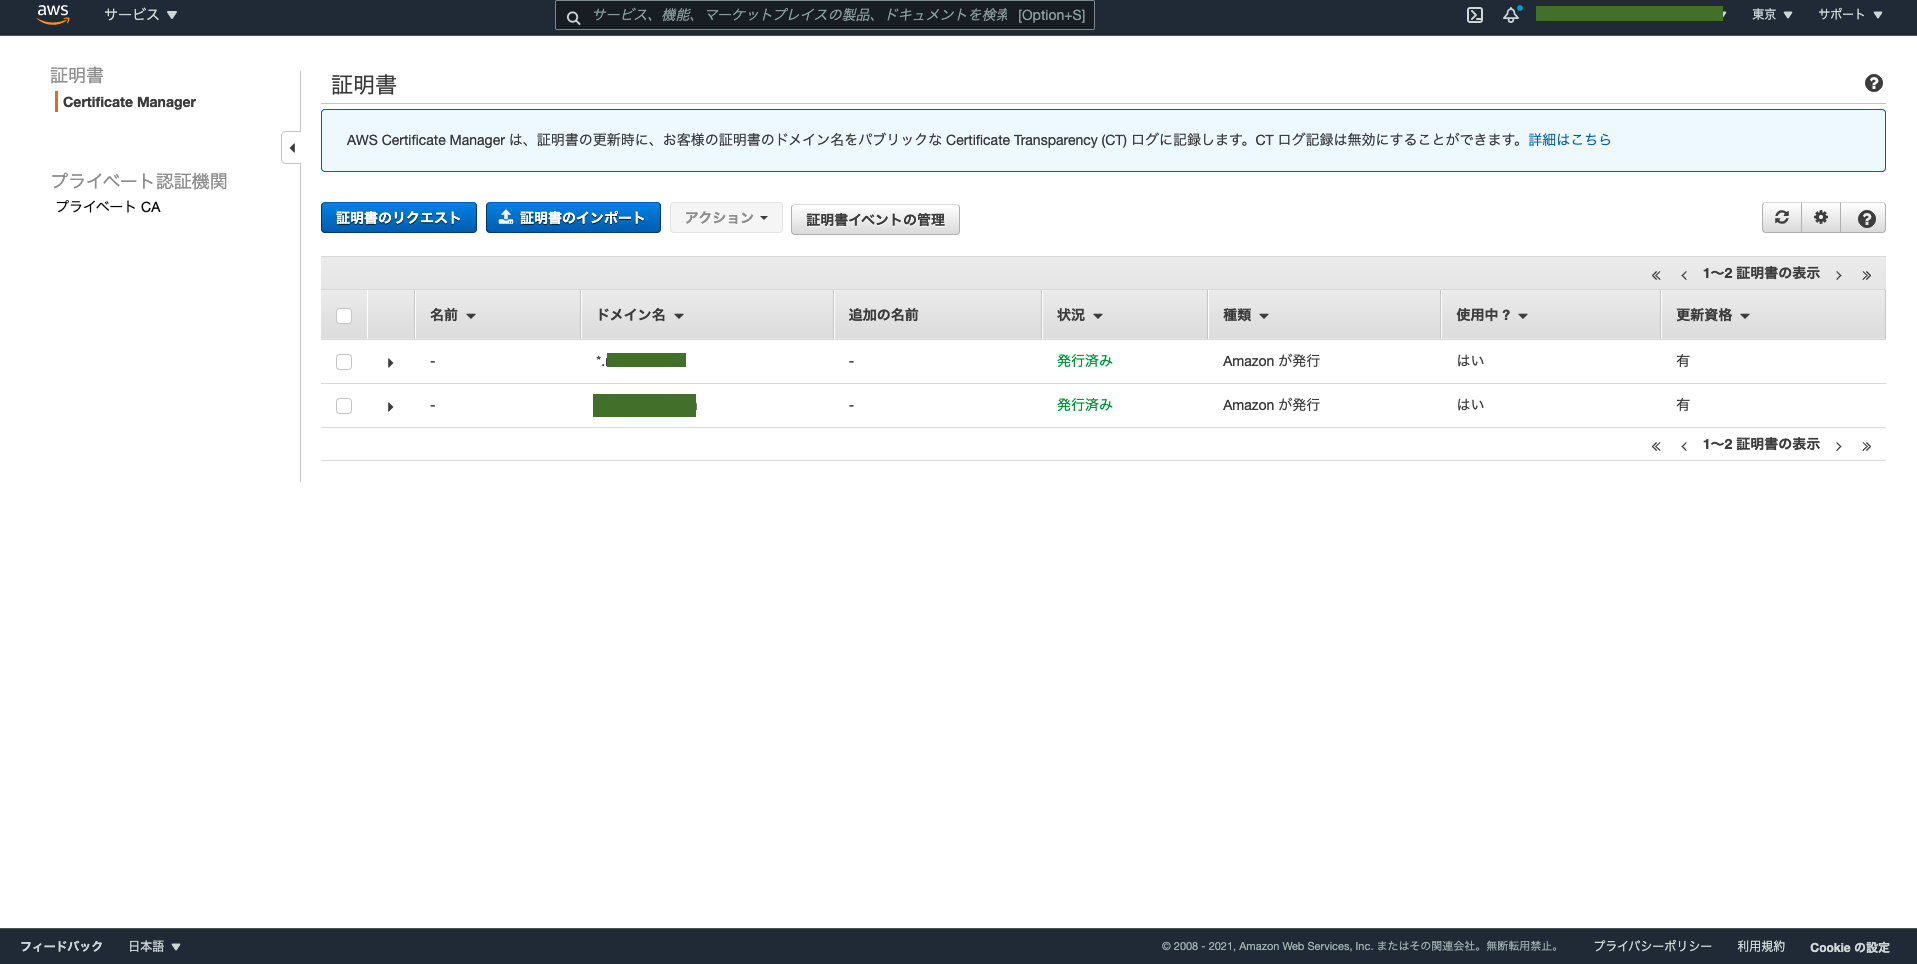 aws サービス ▼ サービス、機能、マーケットプレイスの製品、ドキュメントを検索 [Option+S] 東京 ▼ サポート ▼
証明書
Certificate Manager
プライベート認証機関
プライベート CA
証明書
AWS Certificate Manager は、証明書の更新時に、お客様の証明書のドメイン名をパブリックな Certificate Transparency (CT) ログに記録します。CT ログ記録は無効にすることができます。詳細はこちら
証明書のリクエスト 証明書のインポート アクション 証明書イベントの管理
« ‹ 1〜2 証明書の表示 › »
名前 ドメイン名 追加の名前 状況 種類 使用中 ? 更新資格
- *. - 発行済み Amazon が発行 はい 有
- - 発行済み Amazon が発行 はい 有
« ‹ 1〜2 証明書の表示 › »
フィードバック 日本語 ▼ © 2008 - 2021, Amazon Web Services, Inc. またはその関連会社。無断転用禁止。 プライバシーポリシー 利用規約 Cookie の設定